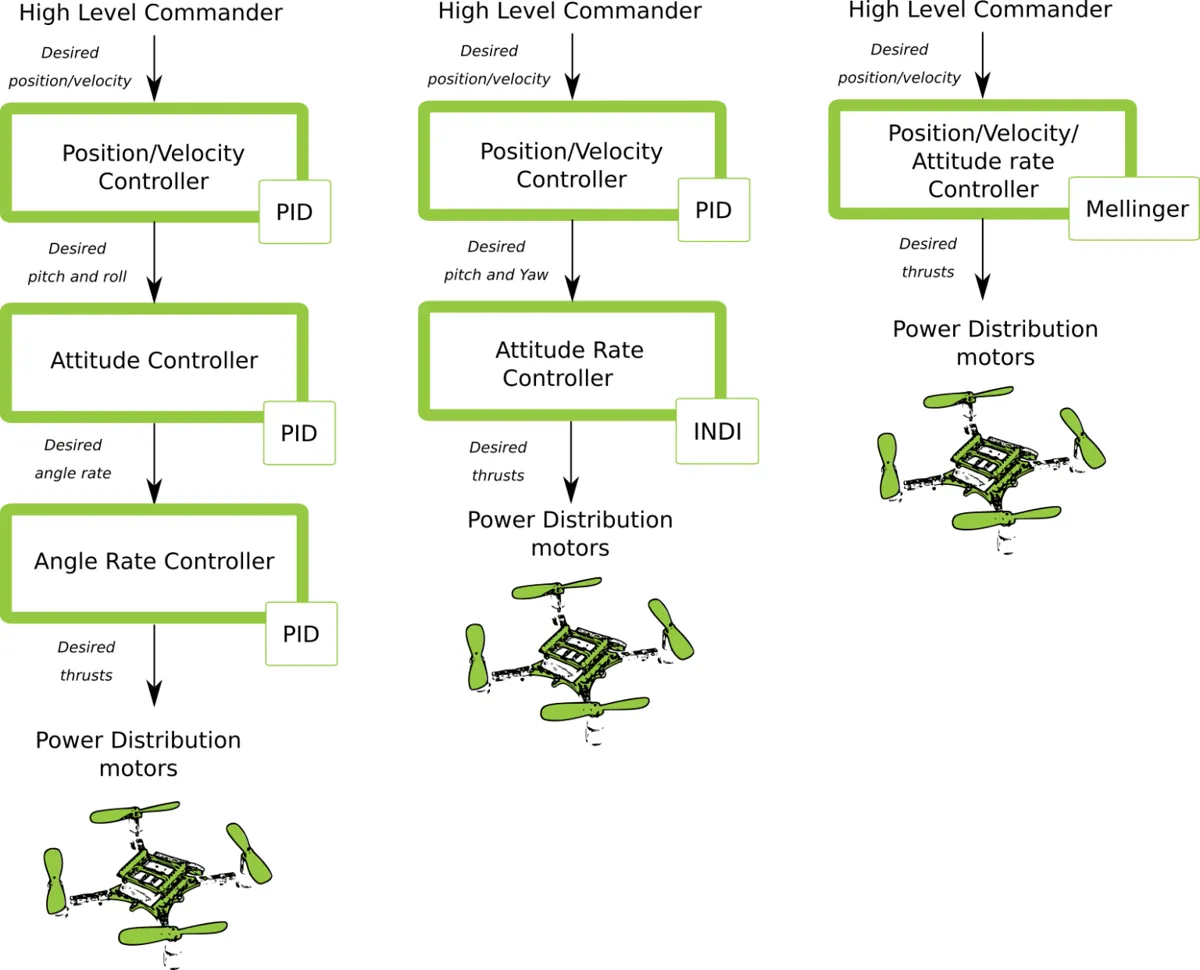 High Level Commander
Desired
position/velocity
Position/Velocity
Controller
PID
Desired
pitch and roll
Attitude Controller
PID
Desired
angle rate
Angle Rate Controller
PID
Desired
thrusts
Power Distribution
motors
High Level Commander
Desired
position/velocity
Position/Velocity
Controller
PID
Desired
pitch and Yaw
Attitude Rate
Controller
INDI
Desired
thrusts
Power Distribution
motors
High Level Commander
Desired
position/velocity
Position/Velocity/
Attitude rate
Controller
Mellinger
Desired
thrusts
Power Distribution
motors